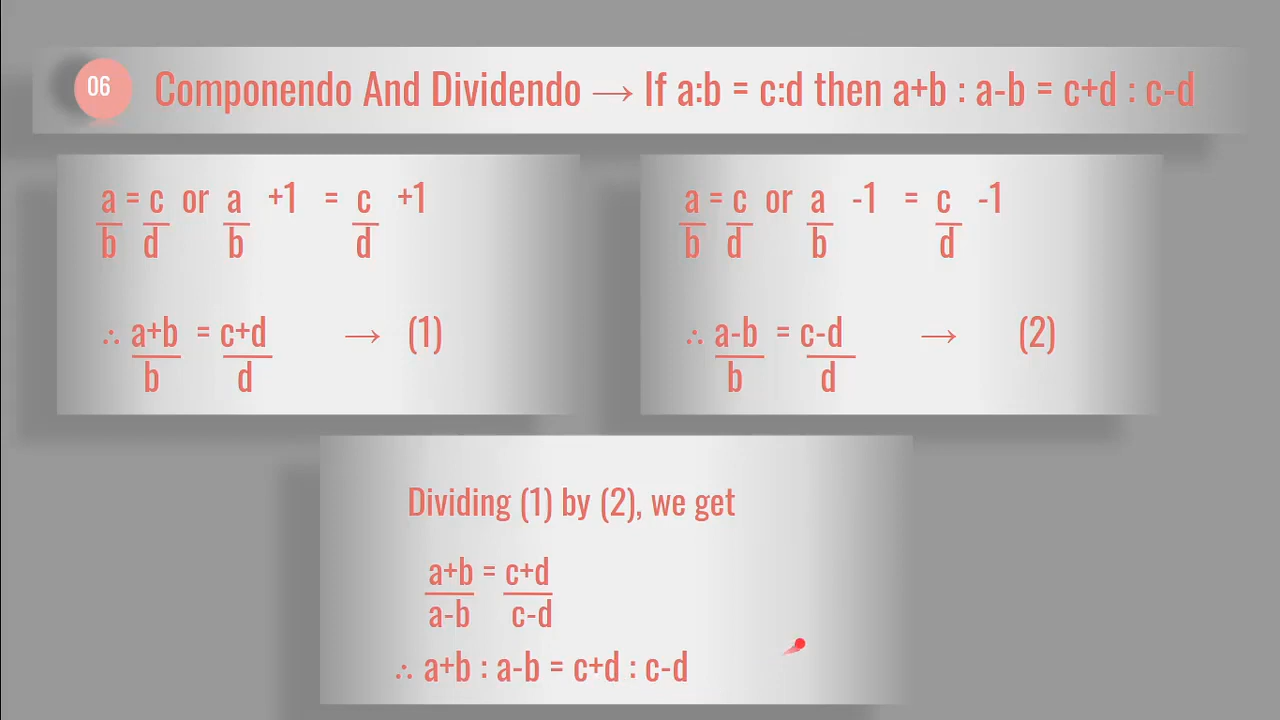 06 Componendo And Dividendo → If a:b = c:d then a+b : a-b = c+d : c-d
a = c or a +1 = c +1
b d b d
∴ a+b = c+d → (1)
b d
a = c or a -1 = c -1
b d b d
∴ a-b = c-d → (2)
b d
Dividing (1) by (2), we get
a+b = c+d
a-b c-d
∴ a+b : a-b = c+d : c-d